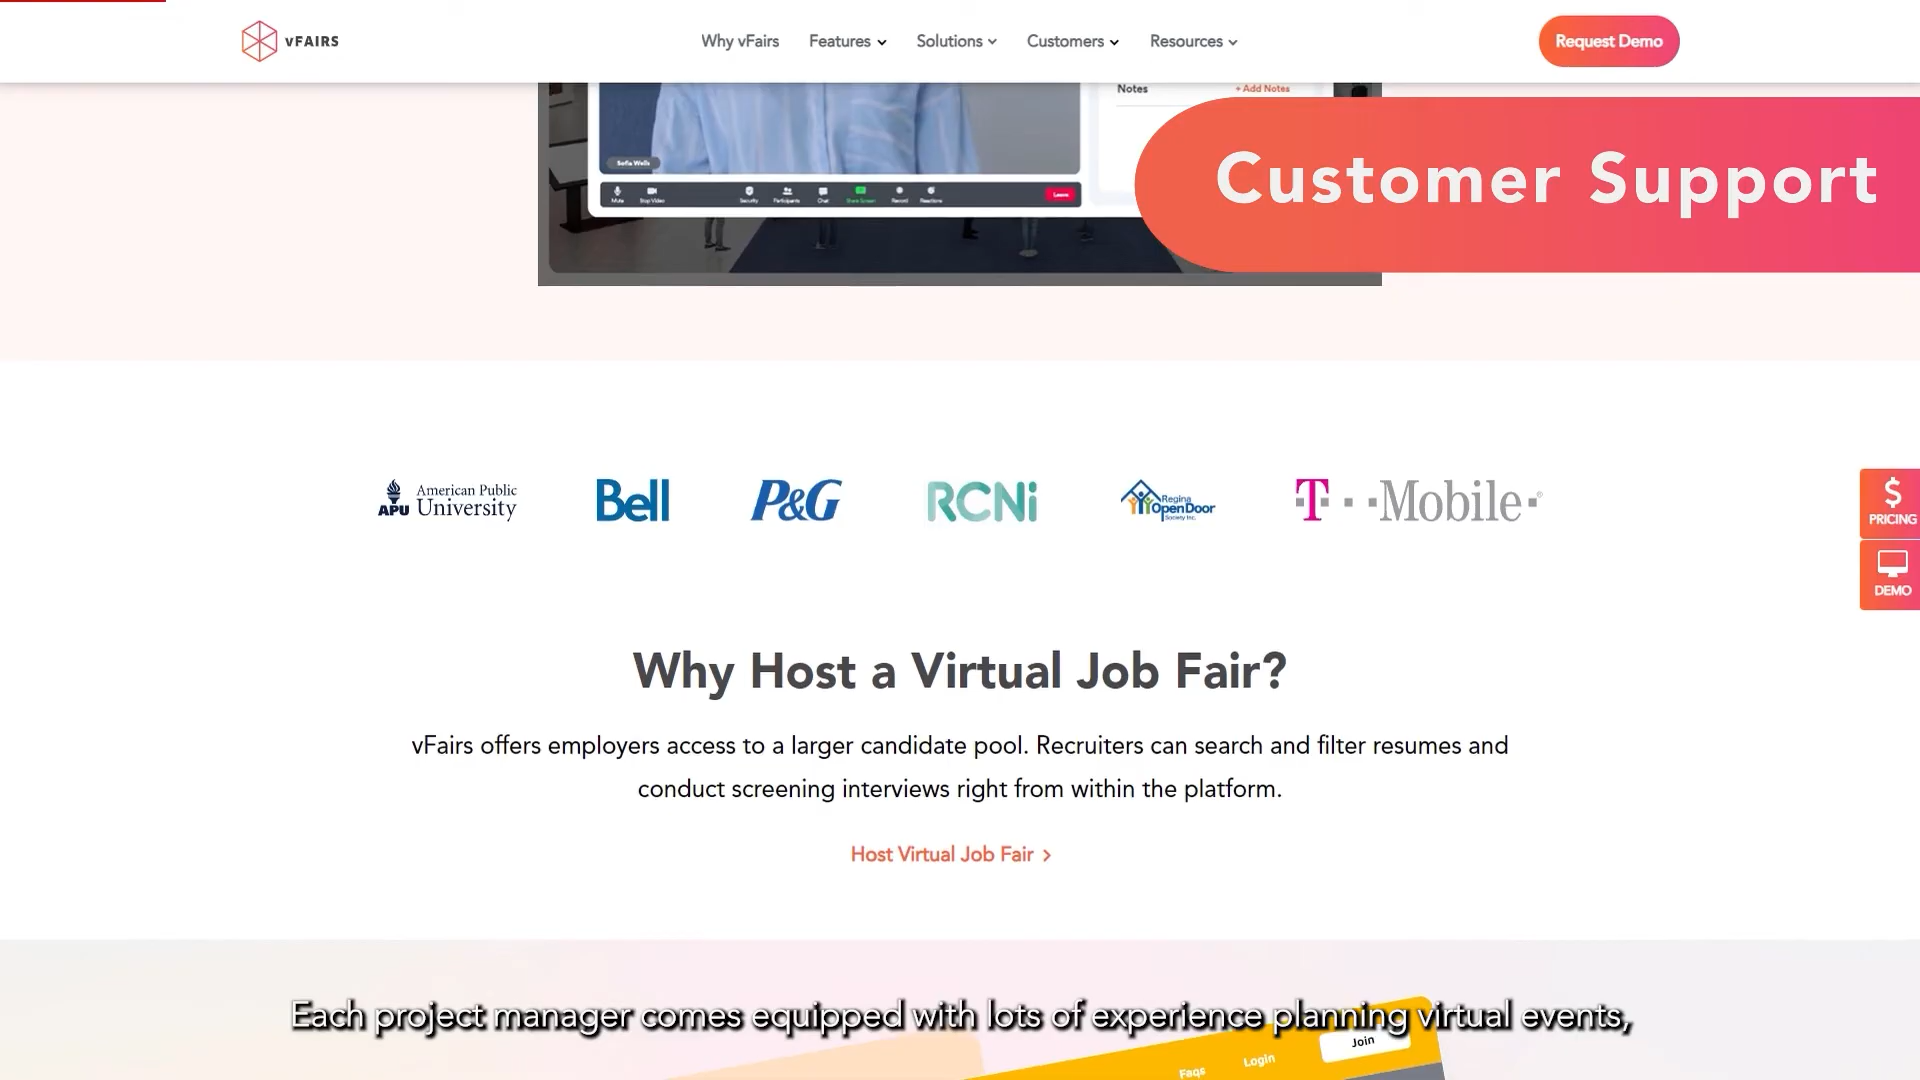 vFAIRS
Why vFairs
Features
Solutions
Customers
Resources
Request Demo
Notes
+ Add Notes
Customer Support
Sofia Wells
Mute
Stop Video
Security
Participants
Chat
Share Screen
Record
Reactions
Leave
APU
American Public
University
Bell
P&G
RCNi
Regina
Open Door
Society Inc.
T · · Mobile ·®
$
PRICING
DEMO
Why Host a Virtual Job Fair?
vFairs offers employers access to a larger candidate pool. Recruiters can search and filter resumes and
conduct screening interviews right from within the platform.
Host Virtual Job Fair >
Each project manager comes equipped with lots of experience planning virtual events,
Faqs
Login
Join